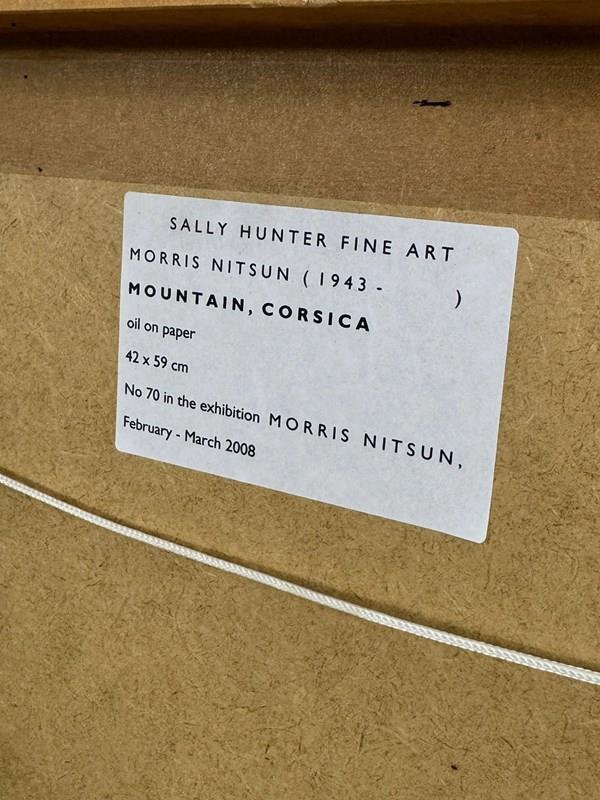 SALLY HUNTER FINE ART
MORRIS NITSUN (1943 - )
MOUNTAIN, CORSICA
oil on paper
42 x 59 cm
No 70 in the exhibition MORRIS NITSUN,
February - March 2008